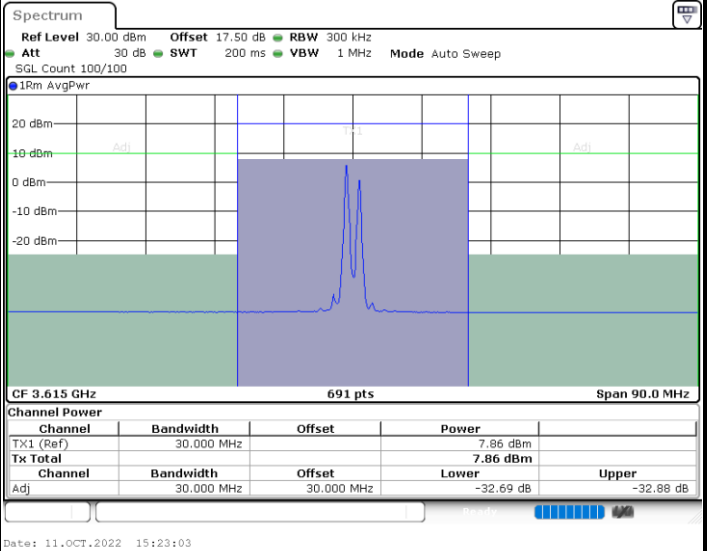 Spectrum
Ref Level 30.00 dBm Offset 17.50 dB RBW 300 kHz
Att 30 dB SWT 200 ms VBW 1 MHz Mode Auto Sweep
SGL Count 100/100
1Rm AvgPwr
20 dBm
TX1
Adj Adj
10 dBm
0 dBm
-10 dBm
-20 dBm
CF 3.615 GHz 691 pts Span 90.0 MHz
Channel Power
Channel Bandwidth Offset Power
TX1 (Ref) 30.000 MHz 7.86 dBm
Tx Total 7.86 dBm
Channel Bandwidth Offset Lower Upper
Adj 30.000 MHz 30.000 MHz -32.69 dB -32.88 dB
Ready
Date: 11.OCT.2022 15:23:03